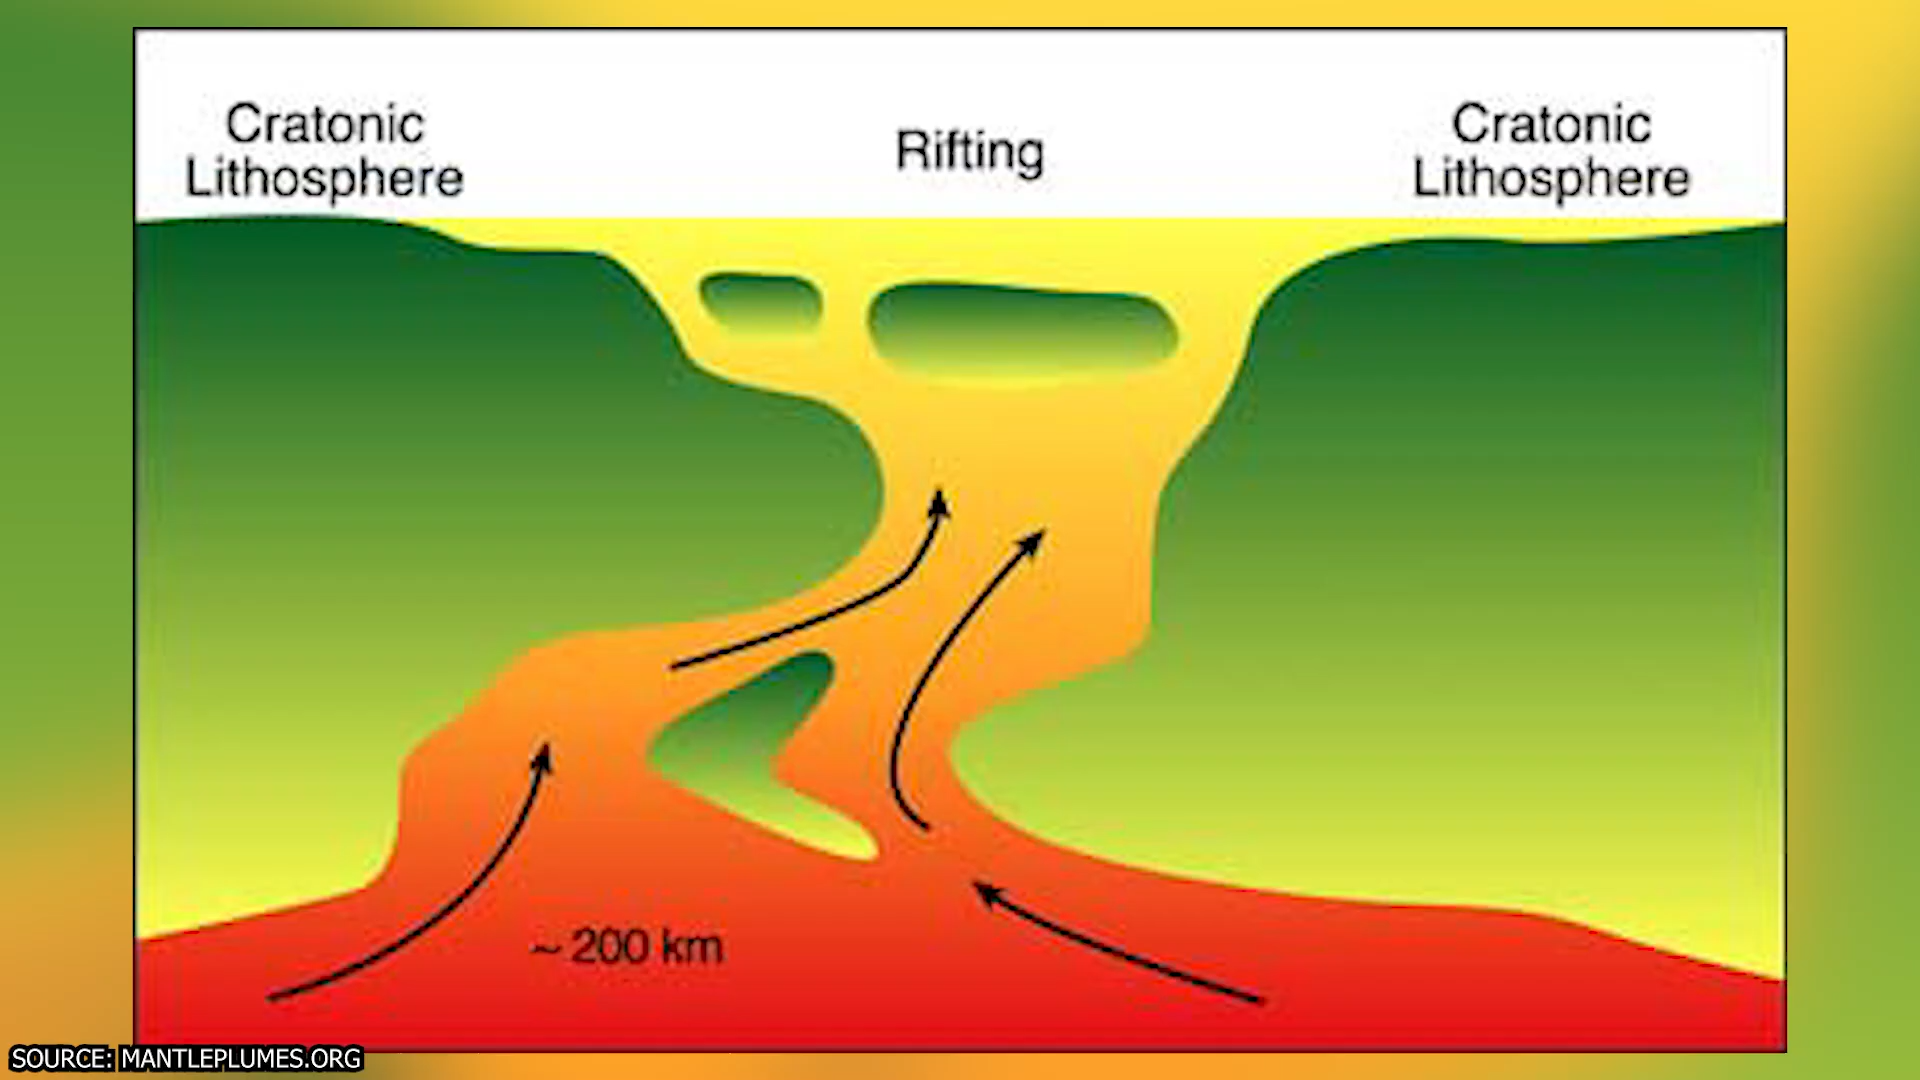 Cratonic
Lithosphere
Rifting
Cratonic
Lithosphere
~ 200 km
SOURCE: MANTLEPLUMES.ORG